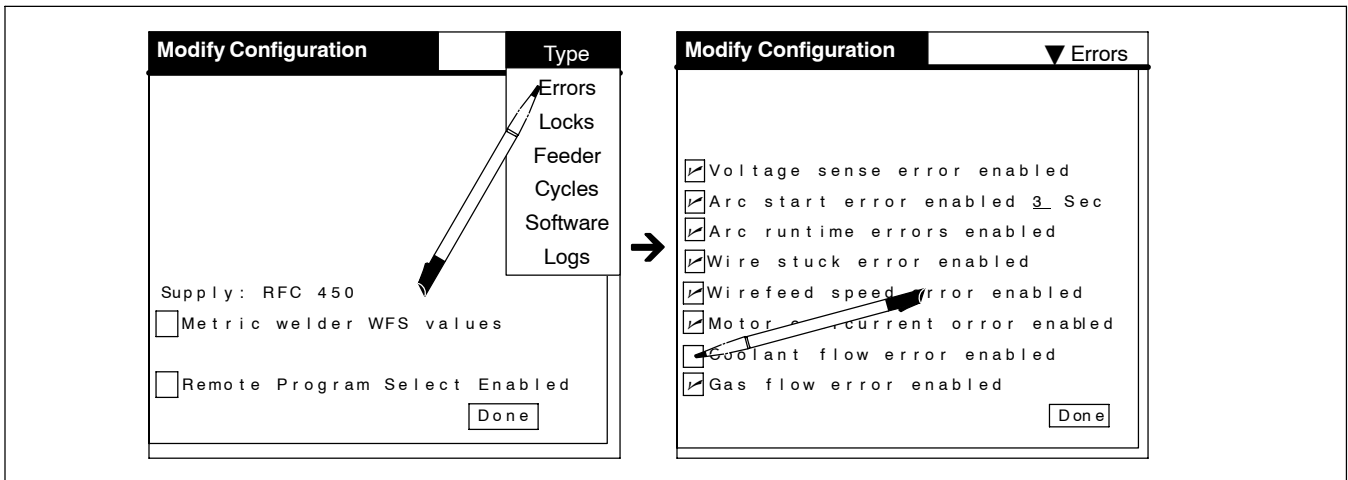 Modify Configuration
Type
Errors
Locks
Feeder
Cycles
Software
Logs
Supply: RFC 450
Metric welder WFS values
Remote Program Select Enabled
Done
Modify Configuration
Errors
Voltage sense error enabled
Arc start error enabled 3 Sec
Arc runtime errors enabled
Wire stuck error enabled
Wirefeed speed error enabled
Motor orror enabled
Coolant flow error enabled
Gas flow error enabled
Done